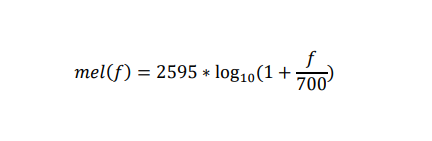 mel(f) = 2595 * log₁₀(1 + f/700)